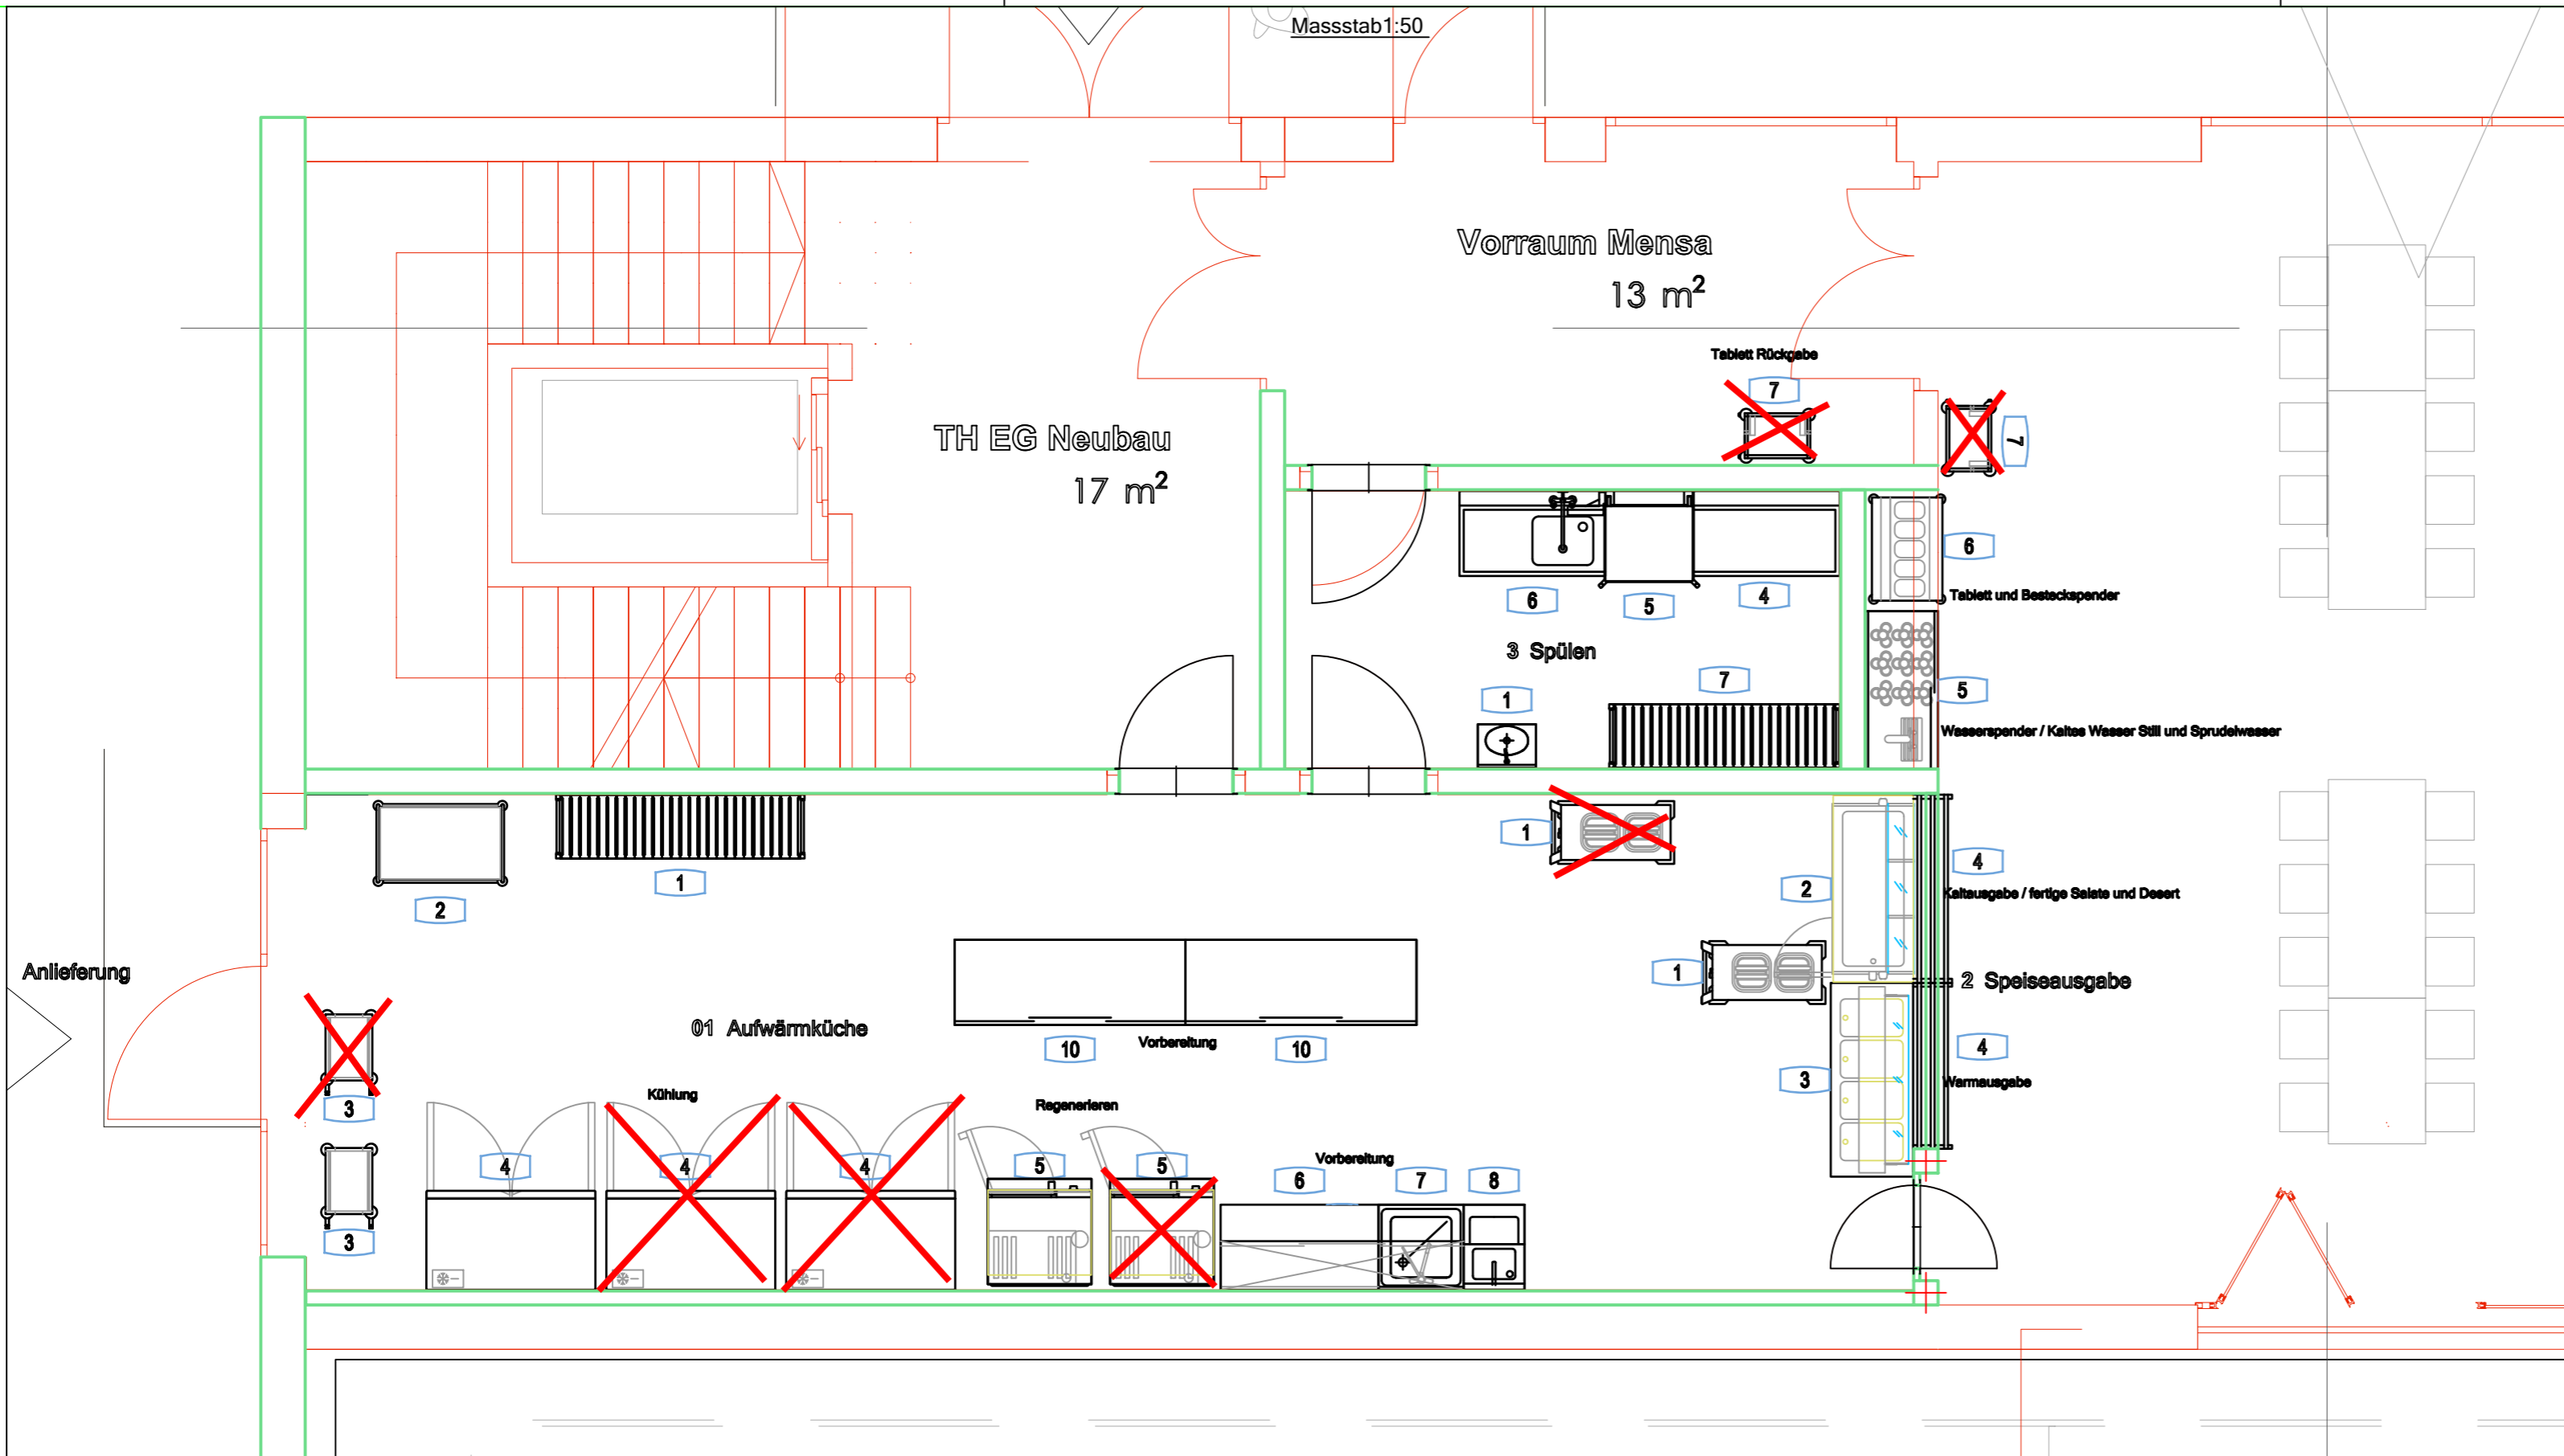 Massstab1:50
Vorraum Mensa
13 m²
Tablett Rückgabe
7
7
TH EG Neubau
17 m²
6
Tablett und Besteckspender
6
5
4
3 Spülen
7
1
5
Wasserspender / Kaltes Wasser Still und Sprudelwasser
1
2
1
2
4
Kaltausgabe / fertige Salate und Desert
Anlieferung
1
2 Speiseausgabe
01 Aufwärmküche
10
Vorbereitung
10
4
3
Warmausgabe
3
Kühlung
Regenerieren
4
4
4
5
5
Vorbereitung
6
7
8
3